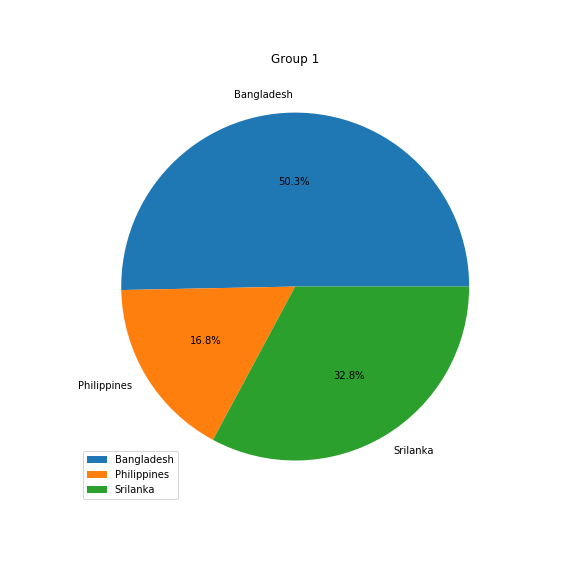 Group 1
Bangladesh
50.3%
16.8%
32.8%
Philippines
Srilanka
Bangladesh
Philippines
Srilanka